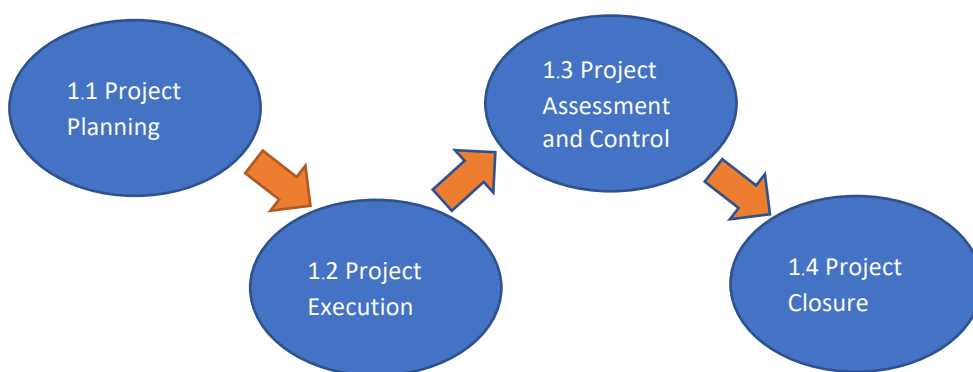 1.1 Project
Planning
1.2 Project
Execution
1.3 Project
Assessment
and Control
1.4 Project
Closure